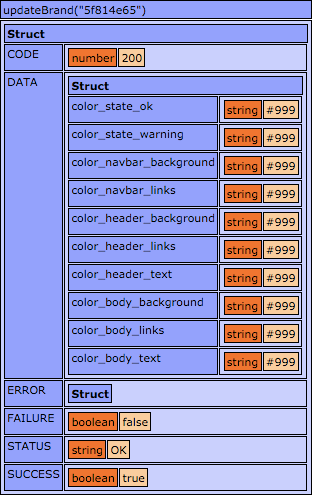 updateBrand("5f814e65")
Struct
CODE number 200
DATA Struct
color_state_ok string #999
color_state_warning string #999
color_navbar_background string #999
color_navbar_links string #999
color_header_background string #999
color_header_links string #999
color_header_text string #999
color_body_background string #999
color_body_links string #999
color_body_text string #999
ERROR Struct
FAILURE boolean false
STATUS string OK
SUCCESS boolean true